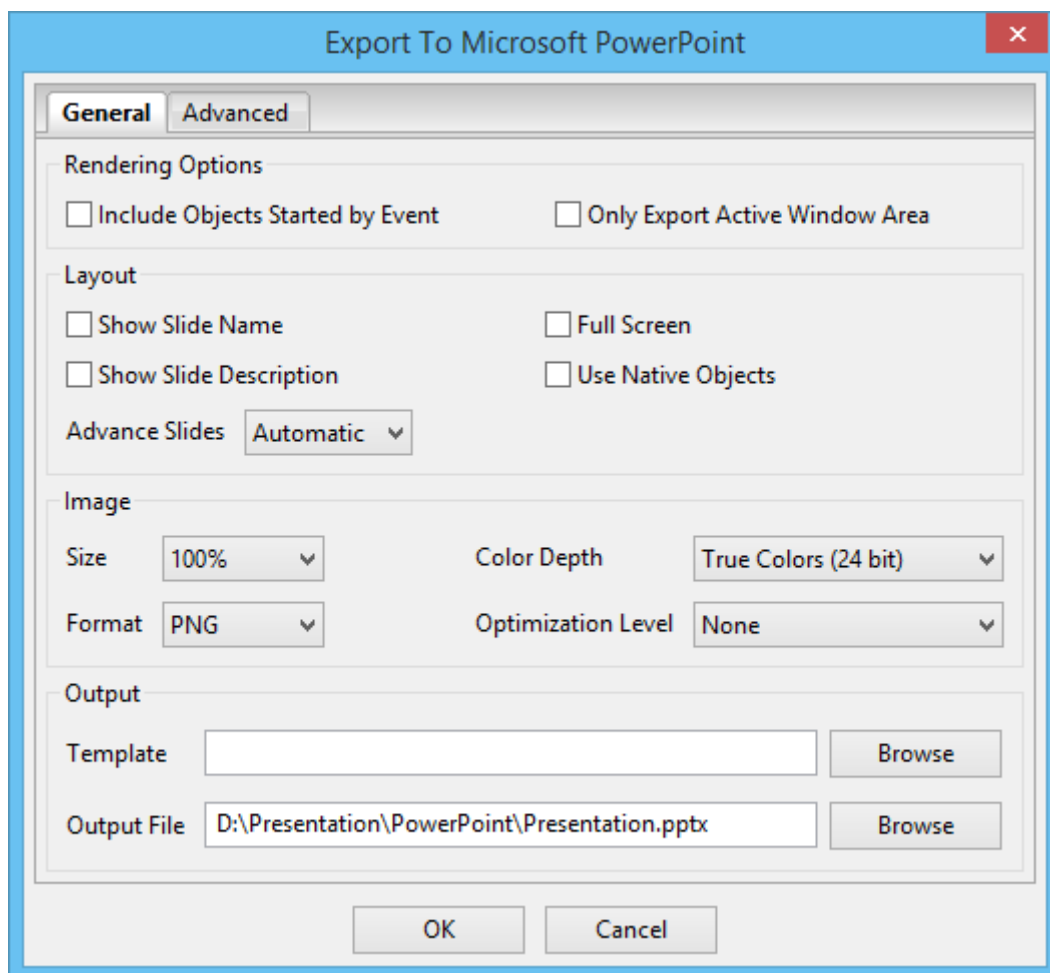 Export To Microsoft PowerPoint
General Advanced
Rendering Options
Include Objects Started by Event Only Export Active Window Area
Layout
Show Slide Name Full Screen
Show Slide Description Use Native Objects
Advance Slides Automatic
Image
Size 100% Color Depth True Colors (24 bit)
Format PNG Optimization Level None
Output
Template Browse
Output File D:\Presentation\PowerPoint\Presentation.pptx Browse
OK Cancel